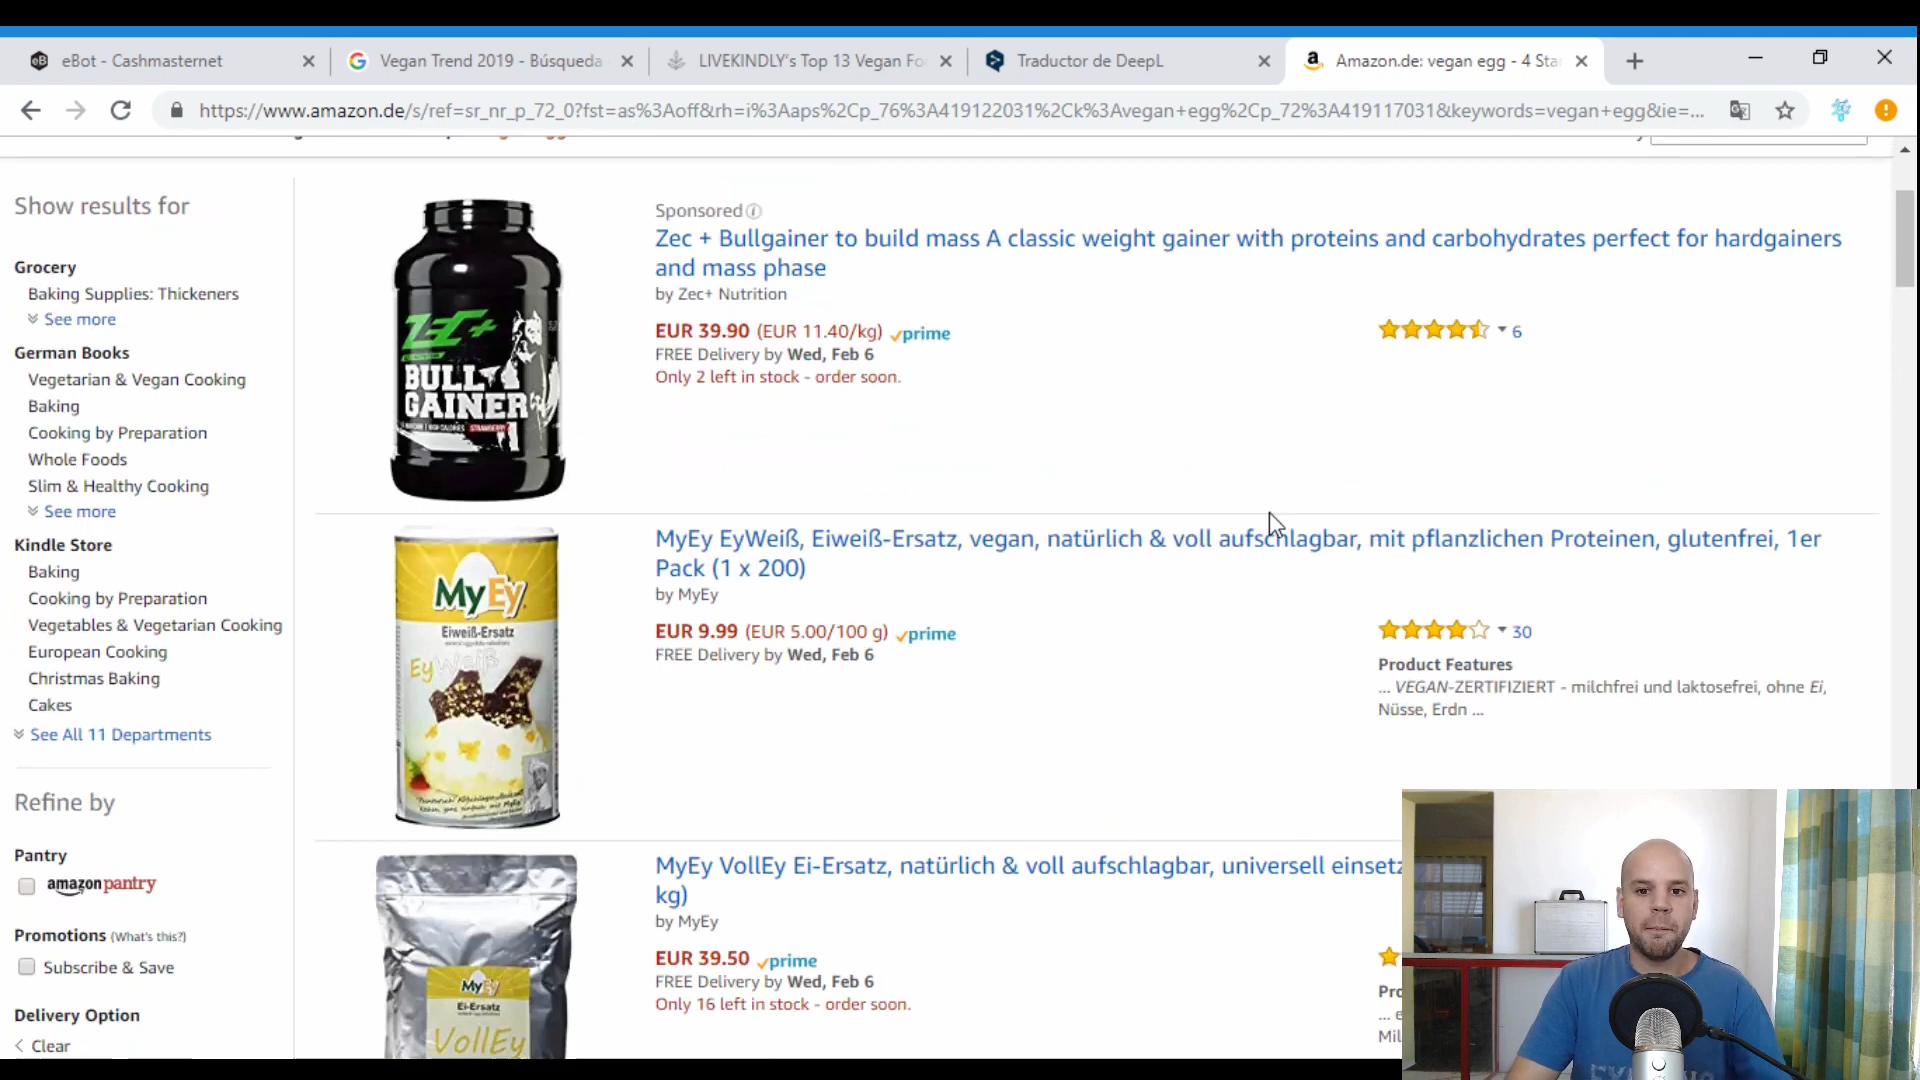 eBot - Cashmasternet
Vegan Trend 2019 - Búsqueda
LIVEKINDLY's Top 13 Vegan Fo
Traductor de DeepL
Amazon.de: vegan egg - 4 Sta
https://www.amazon.de/s/ref=sr_nr_p_72_0?fst=as%3Aoff&rh=i%3Aaps%2Cp_76%3A419122031%2Ck%3Avegan+egg%2Cp_72%3A419117031&keywords=vegan+egg&ie=...
Show results for
Grocery
Baking Supplies: Thickeners
See more
German Books
Vegetarian & Vegan Cooking
Baking
Cooking by Preparation
Whole Foods
Slim & Healthy Cooking
See more
Kindle Store
Baking
Cooking by Preparation
Vegetables & Vegetarian Cooking
European Cooking
Christmas Baking
Cakes
See All 11 Departments
Refine by
Pantry
amazonpantry
Promotions (What's this?)
Subscribe & Save
Delivery Option
< Clear
ZEC+
BULL
GAINER
STRAWBERRY
Sponsored
Zec + Bullgainer to build mass A classic weight gainer with proteins and carbohydrates perfect for hardgainers
and mass phase
by Zec+ Nutrition
EUR 39.90 (EUR 11.40/kg) prime
FREE Delivery by Wed, Feb 6
Only 2 left in stock - order soon.
6
MyEy
Eiweiß-Ersatz
EyWeiß
MyEy EyWeiß, Eiweiß-Ersatz, vegan, natürlich & voll aufschlagbar, mit pflanzlichen Proteinen, glutenfrei, 1er
Pack (1 x 200)
by MyEy
EUR 9.99 (EUR 5.00/100 g) prime
FREE Delivery by Wed, Feb 6
30
Product Features
... VEGAN-ZERTIFIZIERT - milchfrei und laktosefrei, ohne Ei,
Nüsse, Erdn ...
MyEy
Ei-Ersatz
VollEy
MyEy VollEy Ei-Ersatz, natürlich & voll aufschlagbar, universell einsetz
kg)
by MyEy
EUR 39.50 prime
FREE Delivery by Wed, Feb 6
Only 16 left in stock - order soon.
Pro
... e
Mil